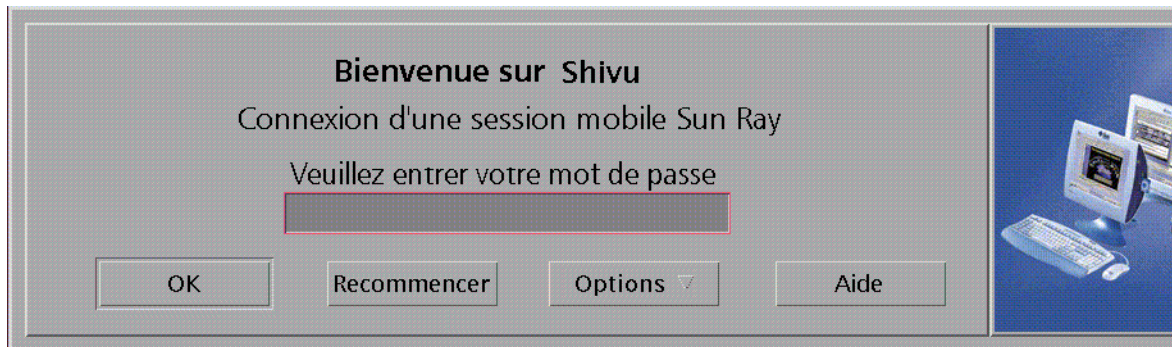 Bienvenue sur Shivu
Connexion d'une session mobile Sun Ray
Veuillez entrer votre mot de passe
OK Recommencer Options Aide